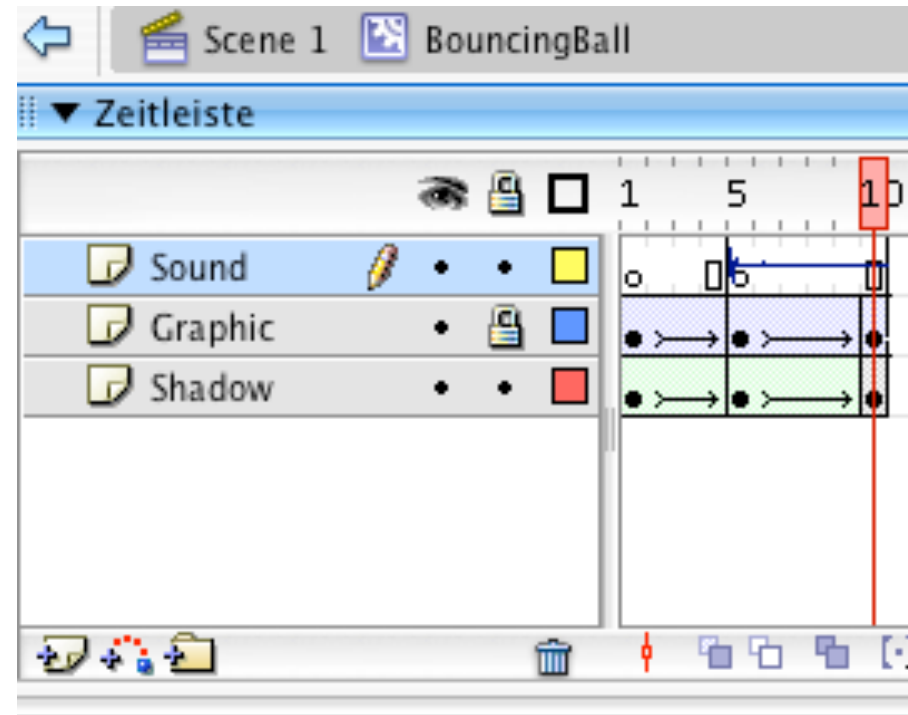 Scene 1 BouncingBall
Zeitleiste
1 5 10
Sound
Graphic
Shadow